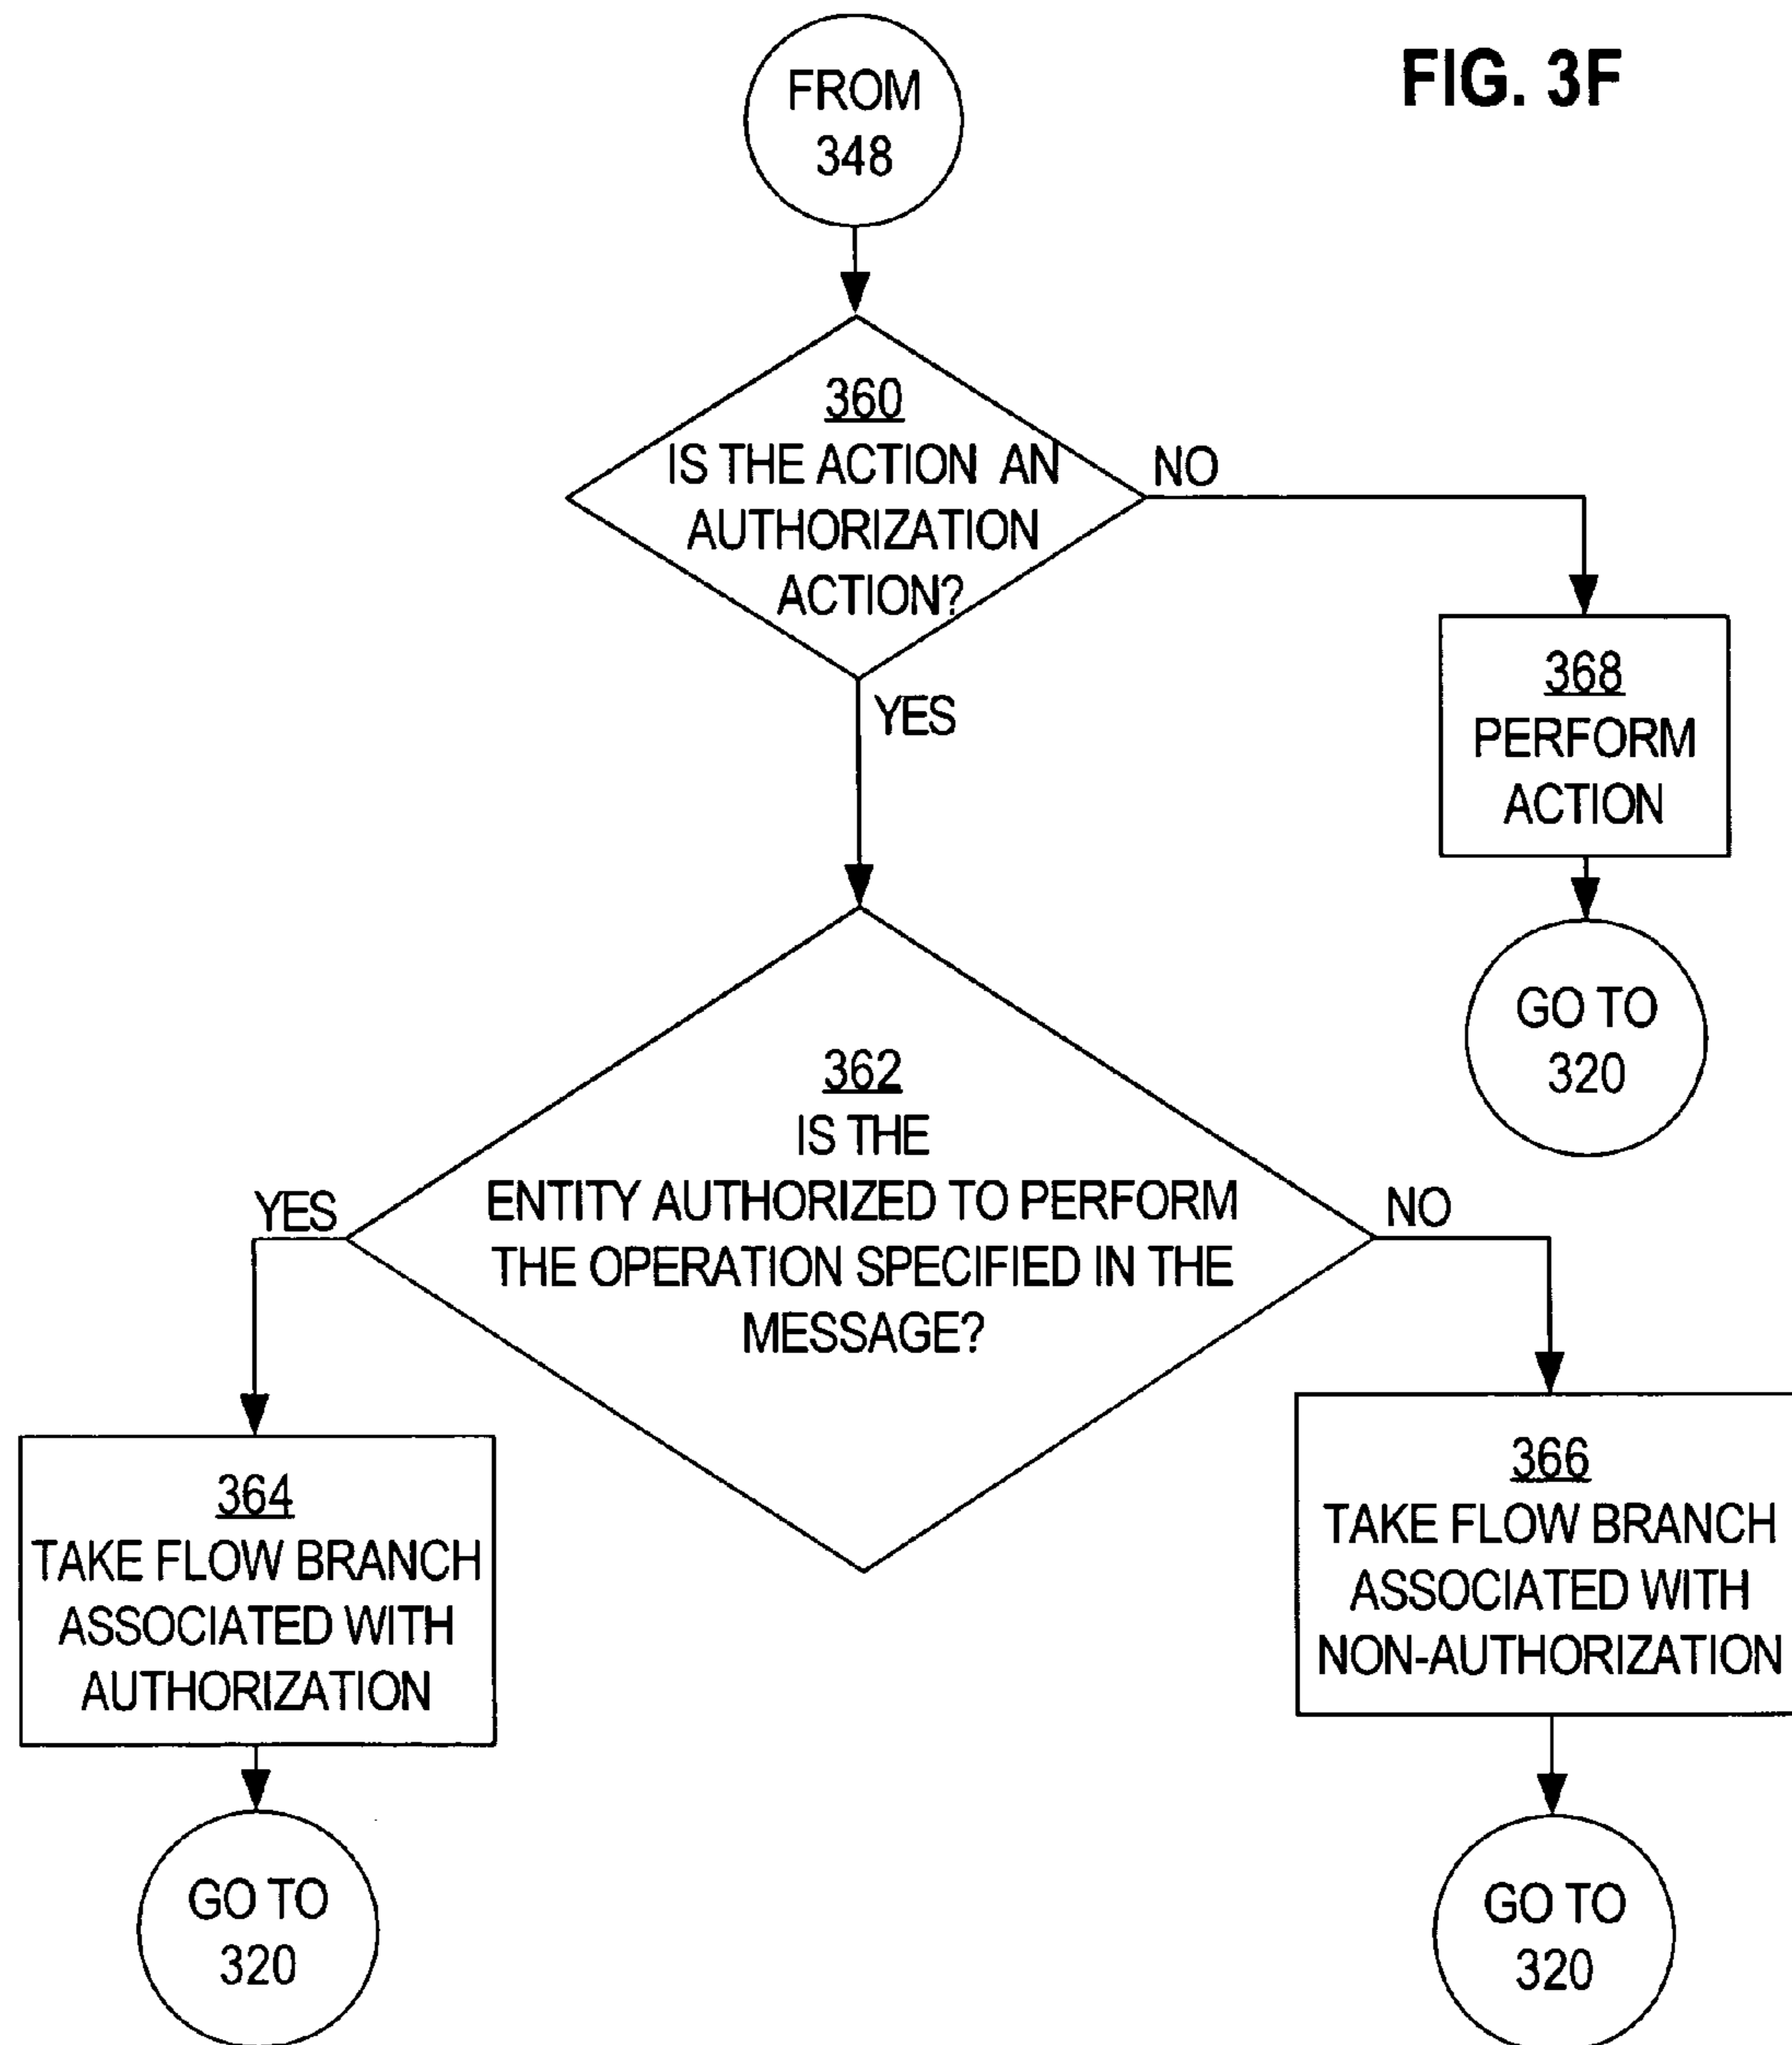 FIG. 3F
FROM
348
360
IS THE ACTION AN
AUTHORIZATION
ACTION?
NO
YES
368
PERFORM
ACTION
GO TO
320
362
IS THE
ENTITY AUTHORIZED TO PERFORM
THE OPERATION SPECIFIED IN THE
MESSAGE?
YES
NO
364
TAKE FLOW BRANCH
ASSOCIATED WITH
AUTHORIZATION
366
TAKE FLOW BRANCH
ASSOCIATED WITH
NON-AUTHORIZATION
GO TO
320
GO TO
320